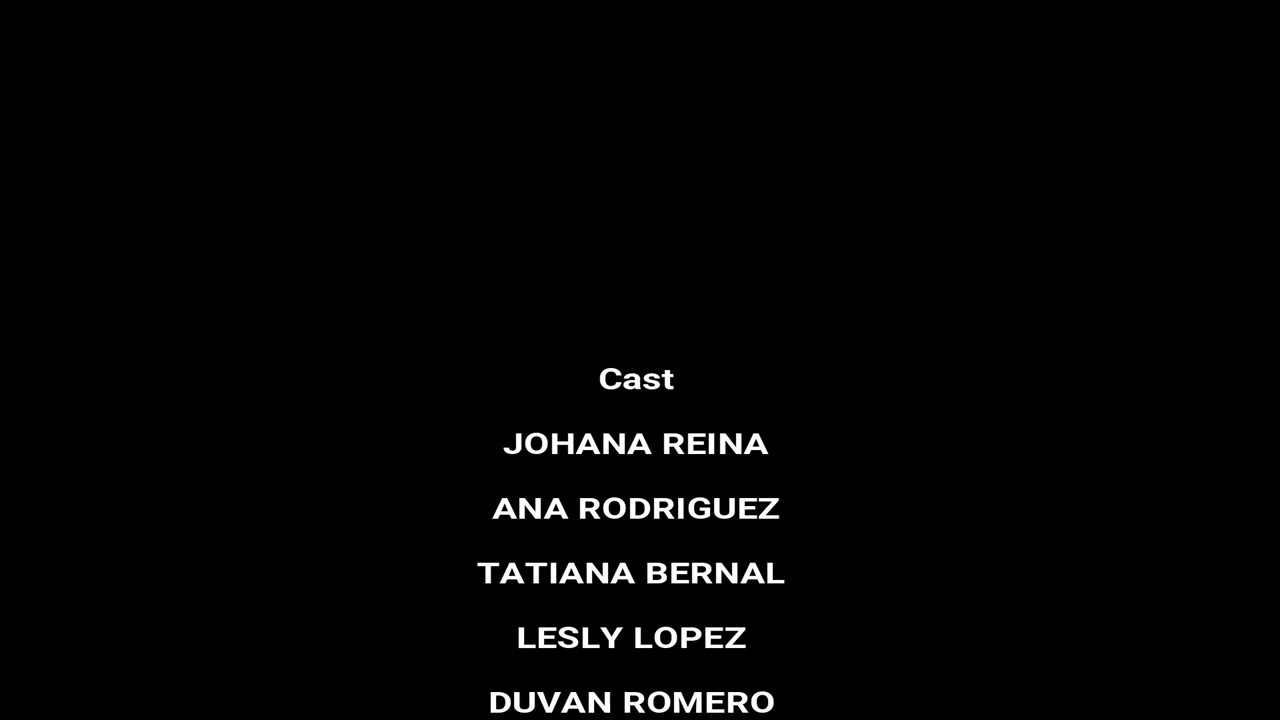 Cast
JOHANA REINA
ANA RODRIGUEZ
TATIANA BERNAL
LESLY LOPEZ
DUVAN ROMERO